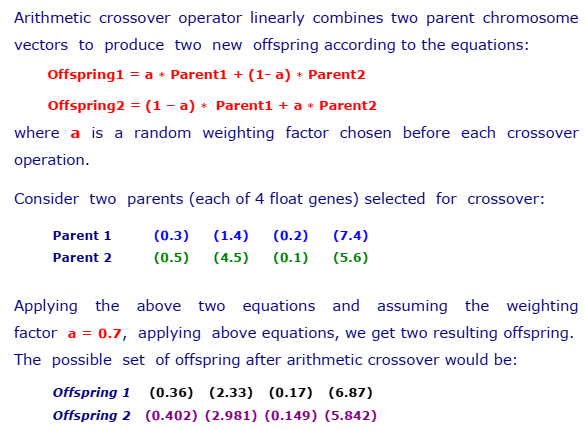 Arithmetic crossover operator linearly combines two parent chromosome
vectors to produce two new offspring according to the equations:
Offspring1 = a * Parent1 + (1- a) * Parent2
Offspring2 = (1 – a) * Parent1 + a * Parent2
where a is a random weighting factor chosen before each crossover
operation.
Consider two parents (each of 4 float genes) selected for crossover:
Parent 1 (0.3) (1.4) (0.2) (7.4)
Parent 2 (0.5) (4.5) (0.1) (5.6)
Applying the above two equations and assuming the weighting
factor a = 0.7, applying above equations, we get two resulting offspring.
The possible set of offspring after arithmetic crossover would be:
Offspring 1 (0.36) (2.33) (0.17) (6.87)
Offspring 2 (0.402) (2.981) (0.149) (5.842)